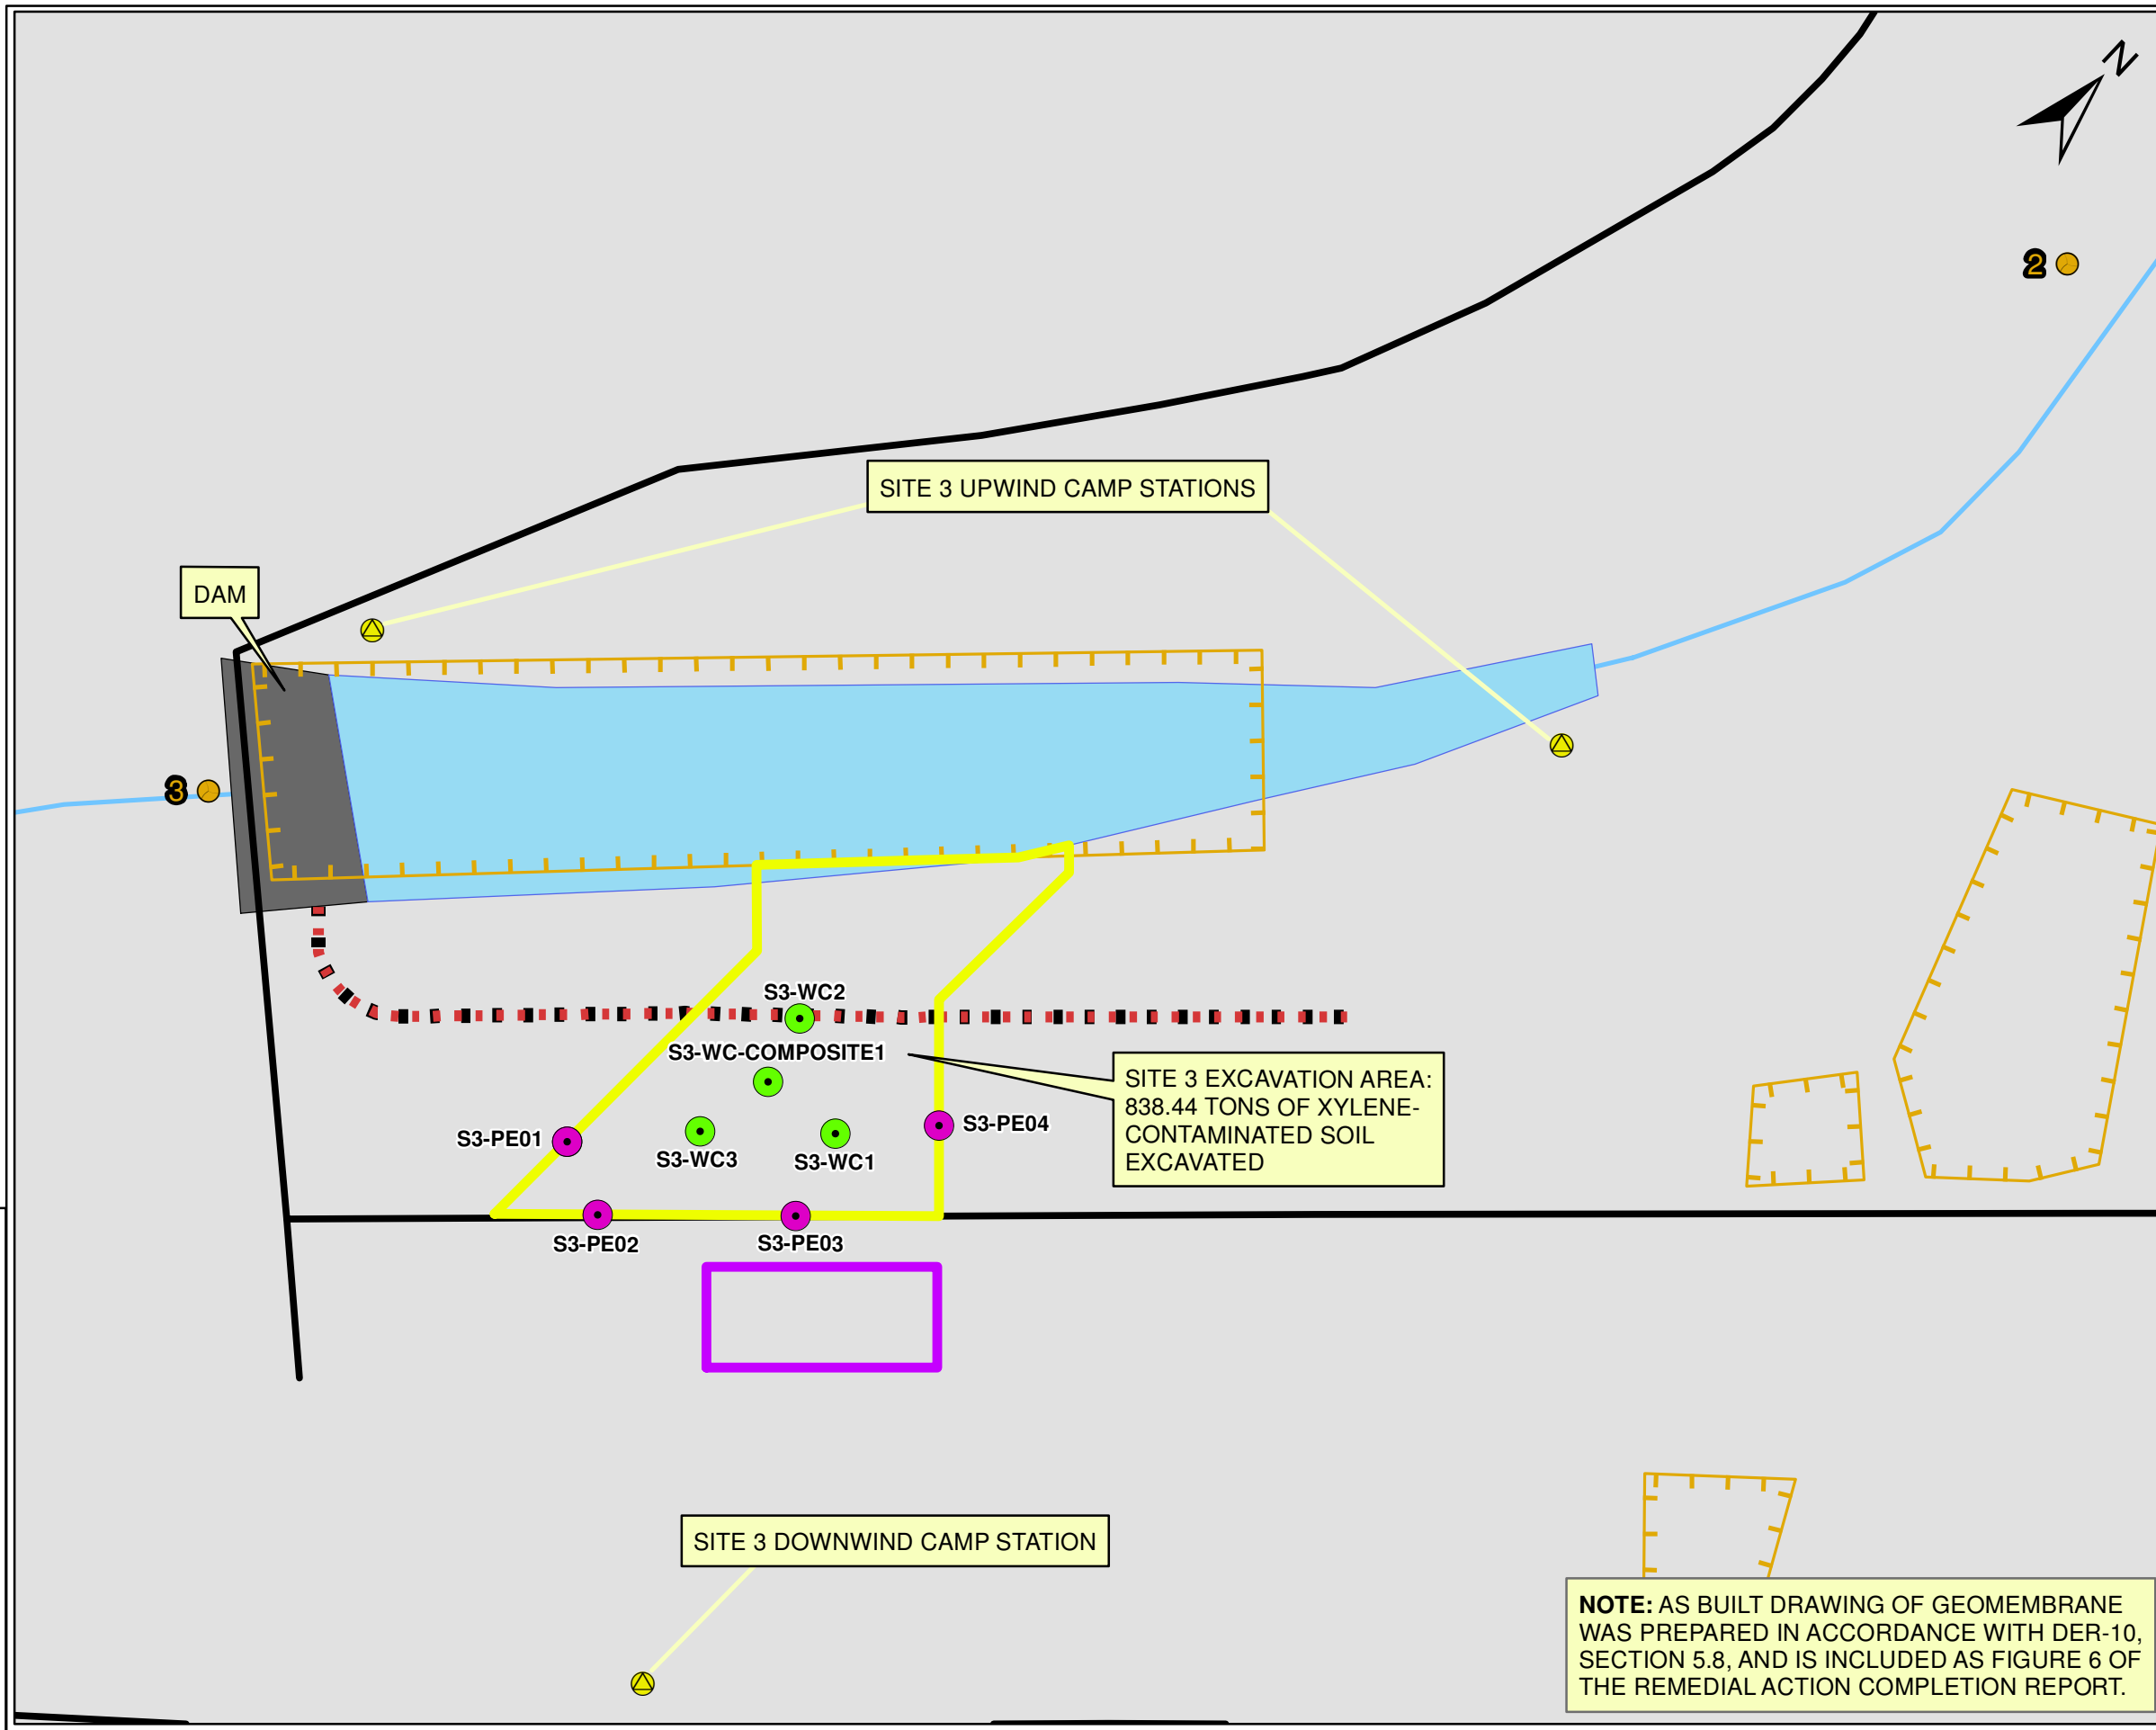 N
2
SITE 3 UPWIND CAMP STATIONS
DAM
3
S3-WC2
S3-WC-COMPOSITE1
SITE 3 EXCAVATION AREA:
838.44 TONS OF XYLENE-
CONTAMINATED SOIL
EXCAVATED
S3-PE01
S3-PE04
S3-WC3
S3-WC1
S3-PE02
S3-PE03
SITE 3 DOWNWIND CAMP STATION
NOTE: AS BUILT DRAWING OF GEOMEMBRANE
WAS PREPARED IN ACCORDANCE WITH DER-10,
SECTION 5.8, AND IS INCLUDED AS FIGURE 6 OF
THE REMEDIAL ACTION COMPLETION REPORT.